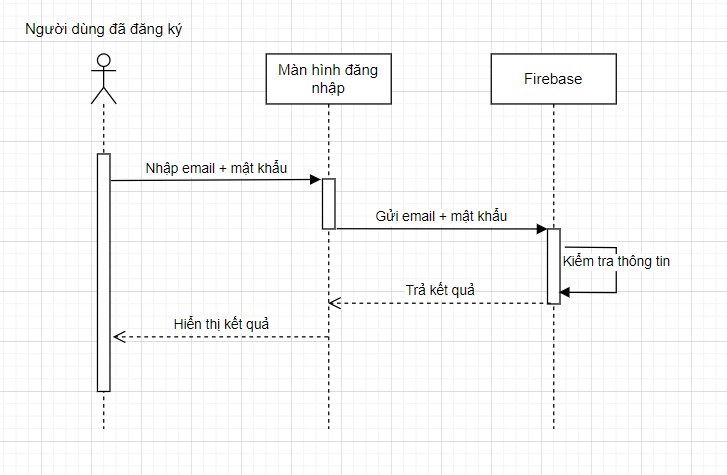 Người dùng đã đăng ký
Màn hình đăng
nhập
Firebase
Nhập email + mật khẩu
Gửi email + mật khẩu
Kiểm tra thông tin
Trả kết quả
Hiển thị kết quả